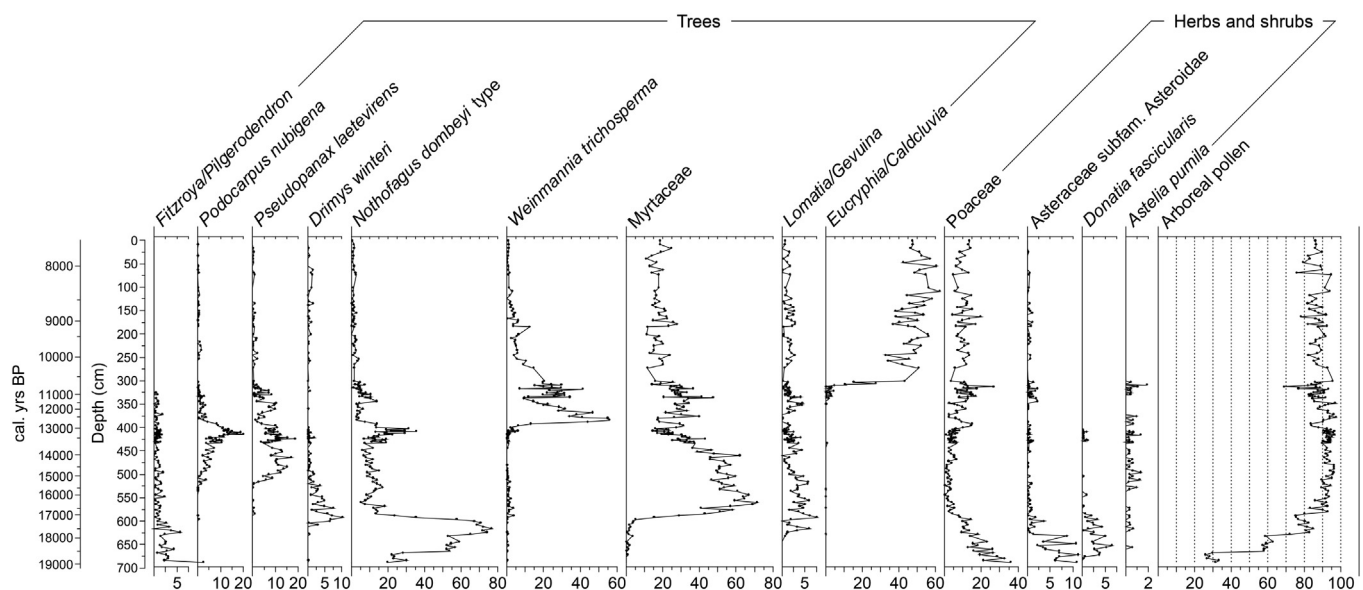 Trees
Herbs and shrubs
Fitzroya/Pilgerodendron
Podocarpus nubigena
Pseudopanax laetevirens
Drimys winteri
Nothofagus dombeyi type
Weinmannia trichosperma
Myrtaceae
Lomatia/Gevuina
Eucryphia/Caldcluvia
Poaceae
Asteraceae subfam. Asteroidae
Donatia fascicularis
Astelia pumila
Arboreal pollen
cal. yrs BP
8000
9000
10000
11000
12000
13000
14000
15000
16000
17000
18000
19000
Depth (cm)
0
50
100
150
200
250
300
350
400
450
500
550
600
650
700
5
10 20
10 20
5 10
20 40 60 80
20 40 60
10 20 30 40 50 60 70 80
5
10 20 30 40 50 60
10 20 30 40
5 10
5
2
0 20 40 60 80 100